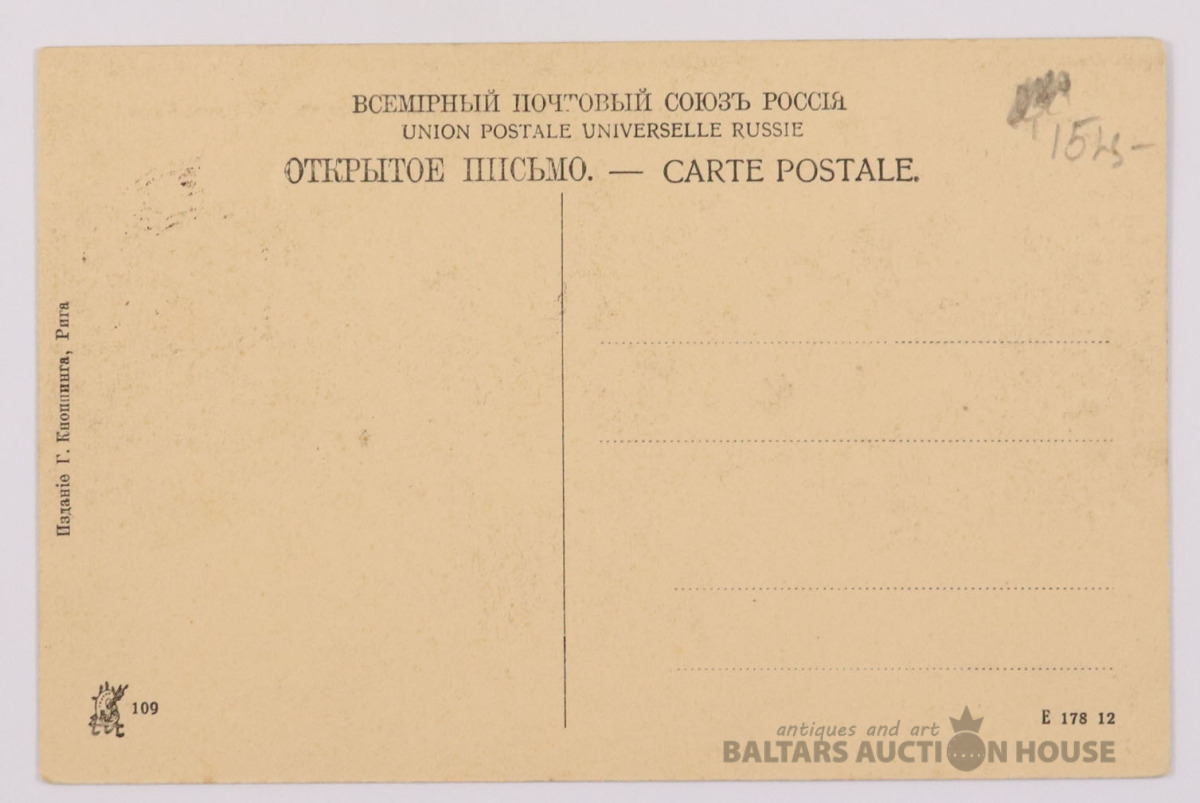 ВСЕМІРНЫЙ ПОЧТОВЫЙ СОЮЗЪ РОССІЯ
UNION POSTALE UNIVERSELLE RUSSIE
ОТКРЫТОЕ ПИСЬМО. — CARTE POSTALE.
Изданіе Г. Кноппинга, Рига
109
E 178 12
antiques and art
BALTARS AUCTION HOUSE